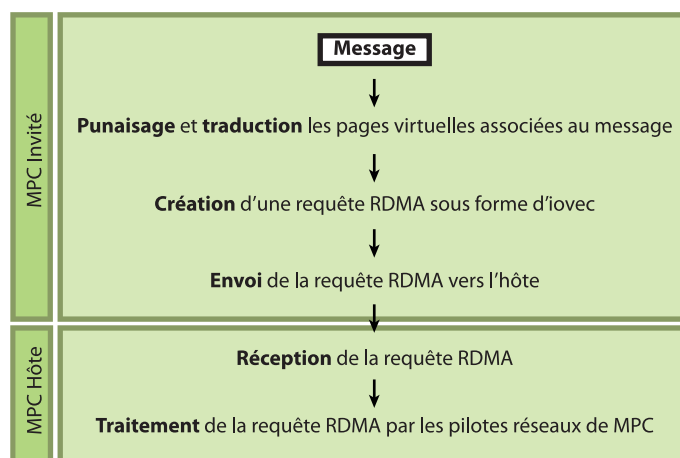 MPC Invité
Message
Punaisage et traduction les pages virtuelles associées au message
Création d'une requête RDMA sous forme d'iovec
Envoi de la requête RDMA vers l'hôte
MPC Hôte
Réception de la requête RDMA
Traitement de la requête RDMA par les pilotes réseaux de MPC